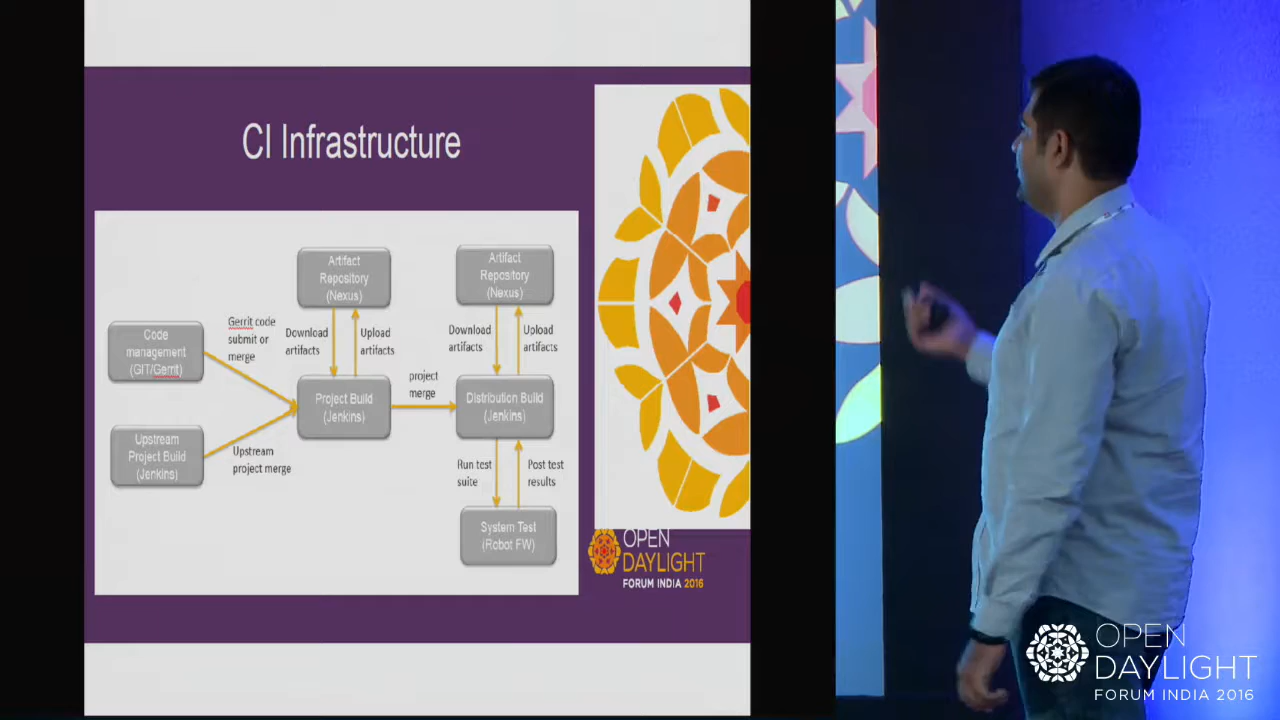 CI Infrastructure
Artifact
Repository
(Nexus)
Artifact
Repository
(Nexus)
Code
management
(GIT/Gerrit)
Gerrit code
submit or
merge
Download
artifacts
Upload
artifacts
Download
artifacts
Upload
artifacts
project
merge
Project Build
(Jenkins)
Distribution Build
(Jenkins)
Upstream
Project Build
(Jenkins)
Upstream
project merge
Run test
suite
Post test
results
System Test
(Robot FW)
OPEN
DAYLIGHT
FORUM INDIA 2016
OPEN
DAYLIGHT
FORUM INDIA 2016